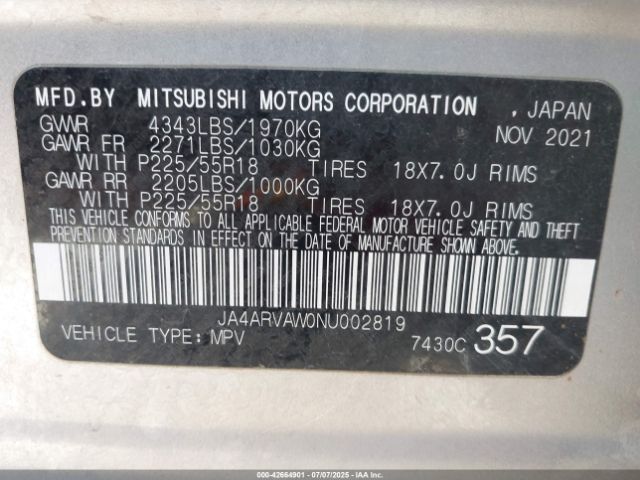 MFD.BY MITSUBISHI MOTORS CORPORATION , JAPAN
GVWR 4343LBS/1970KG NOV 2021
GAWR FR 2271LBS/1030KG
WITH P225/55R18 TIRES 18X7.0J RIMS
GAWR RR 2205LBS/1000KG
WITH P225/55R18 TIRES 18X7.0J RIMS
THIS VEHICLE CONFORMS TO ALL APPLICABLE FEDERAL MOTOR VEHICLE SAFETY AND THEFT
PREVENTION STANDARDS IN EFFECT ON THE DATE OF MANUFACTURE SHOWN ABOVE.
JA4ARVAW0NU002819
VEHICLE TYPE: MPV 7430C 357
000-42664901 - 07/07/2025 - IAAI.com